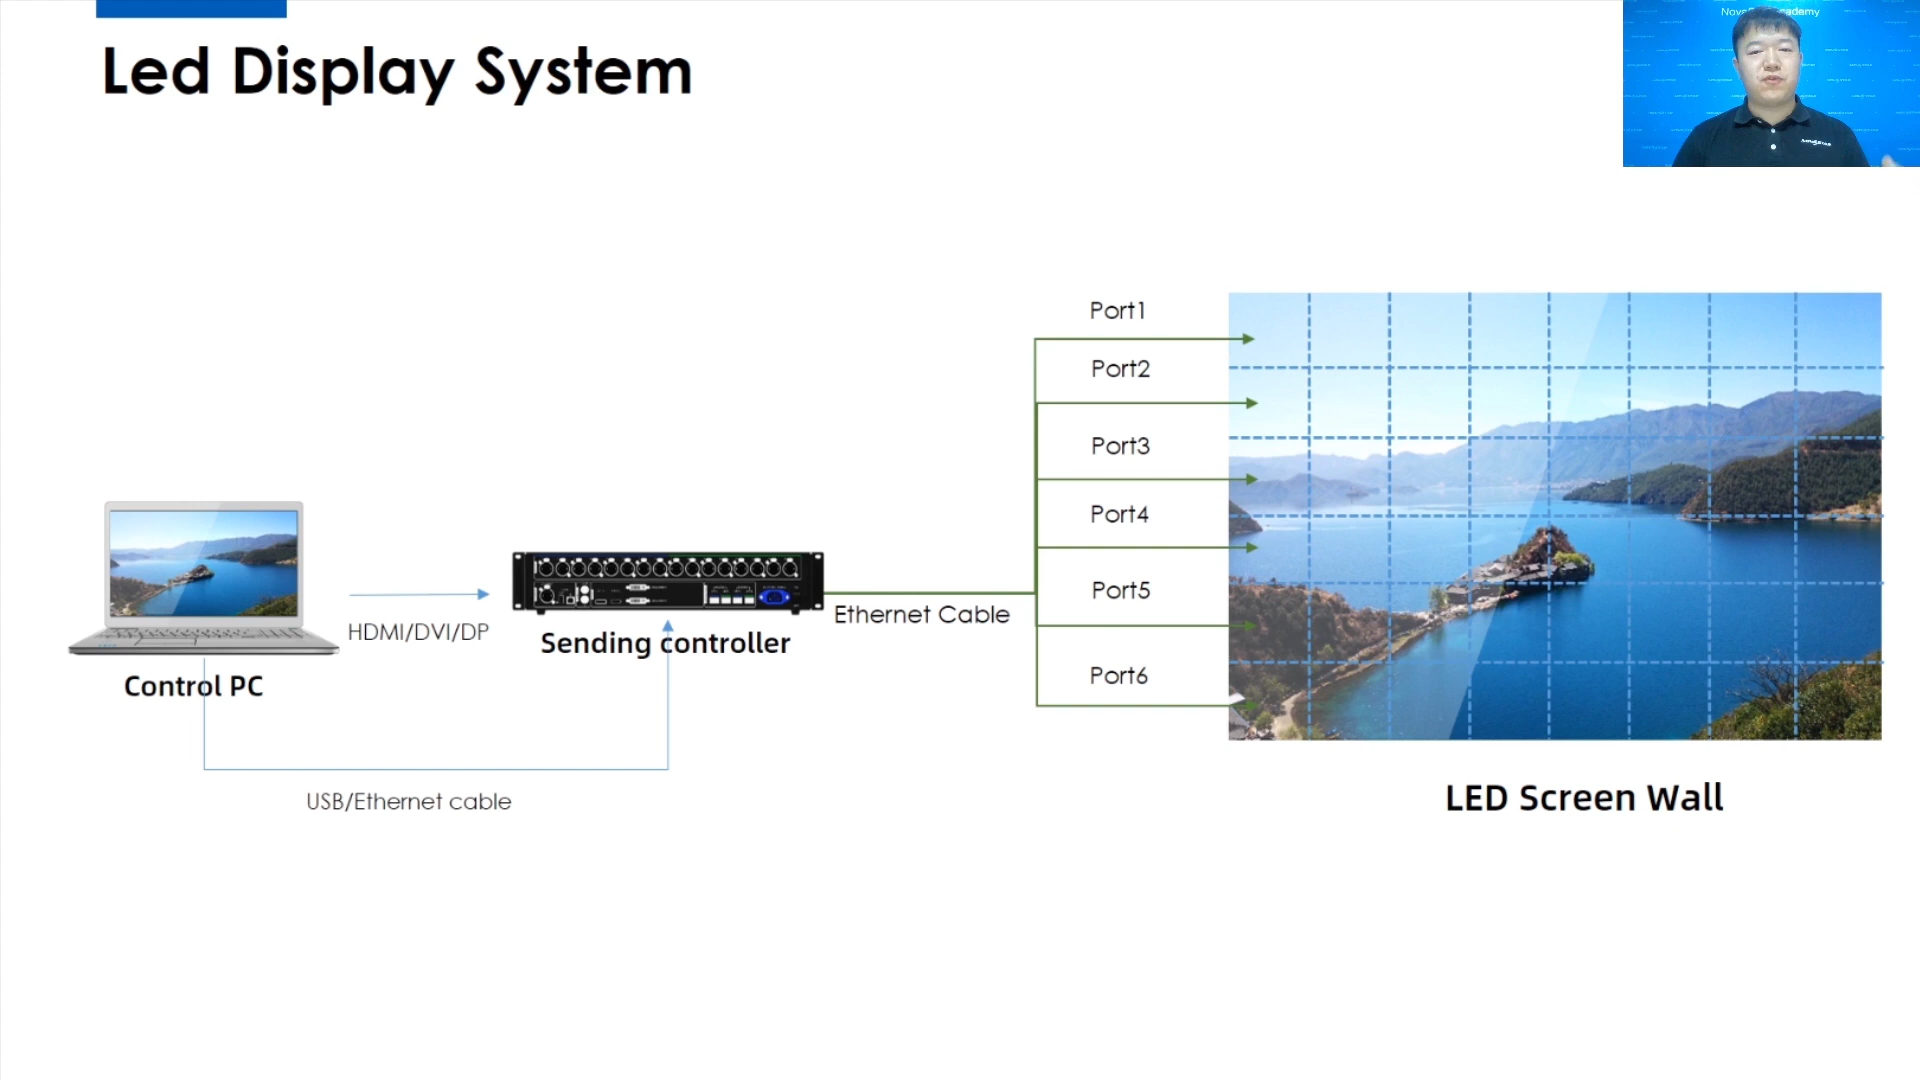 Led Display System
Port1
Port2
Port3
Port4
Port5
Port6
HDMI/DVI/DP
Ethernet Cable
Sending controller
Control PC
USB/Ethernet cable
LED Screen Wall